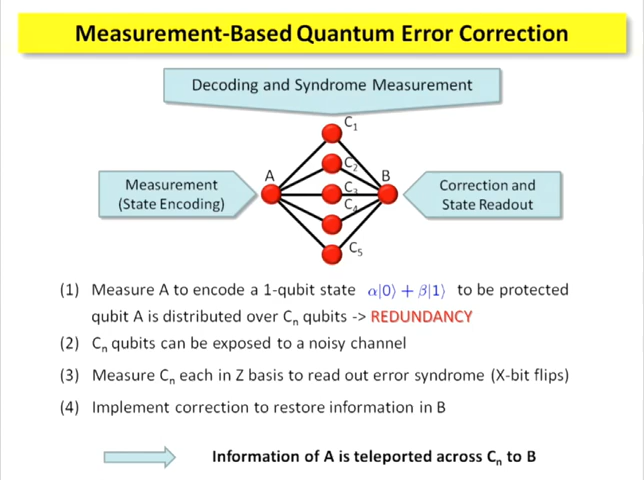 Measurement-Based Quantum Error Correction
Decoding and Syndrome Measurement
C1
A
C2
B
C3
C4
C5
Measurement
(State Encoding)
Correction and
State Readout
(1) Measure A to encode a 1-qubit state α|0⟩ + β|1⟩ to be protected
qubit A is distributed over Cn qubits -> REDUNDANCY
(2) Cn qubits can be exposed to a noisy channel
(3) Measure Cn each in Z basis to read out error syndrome (X-bit flips)
(4) Implement correction to restore information in B
Information of A is teleported across Cn to B